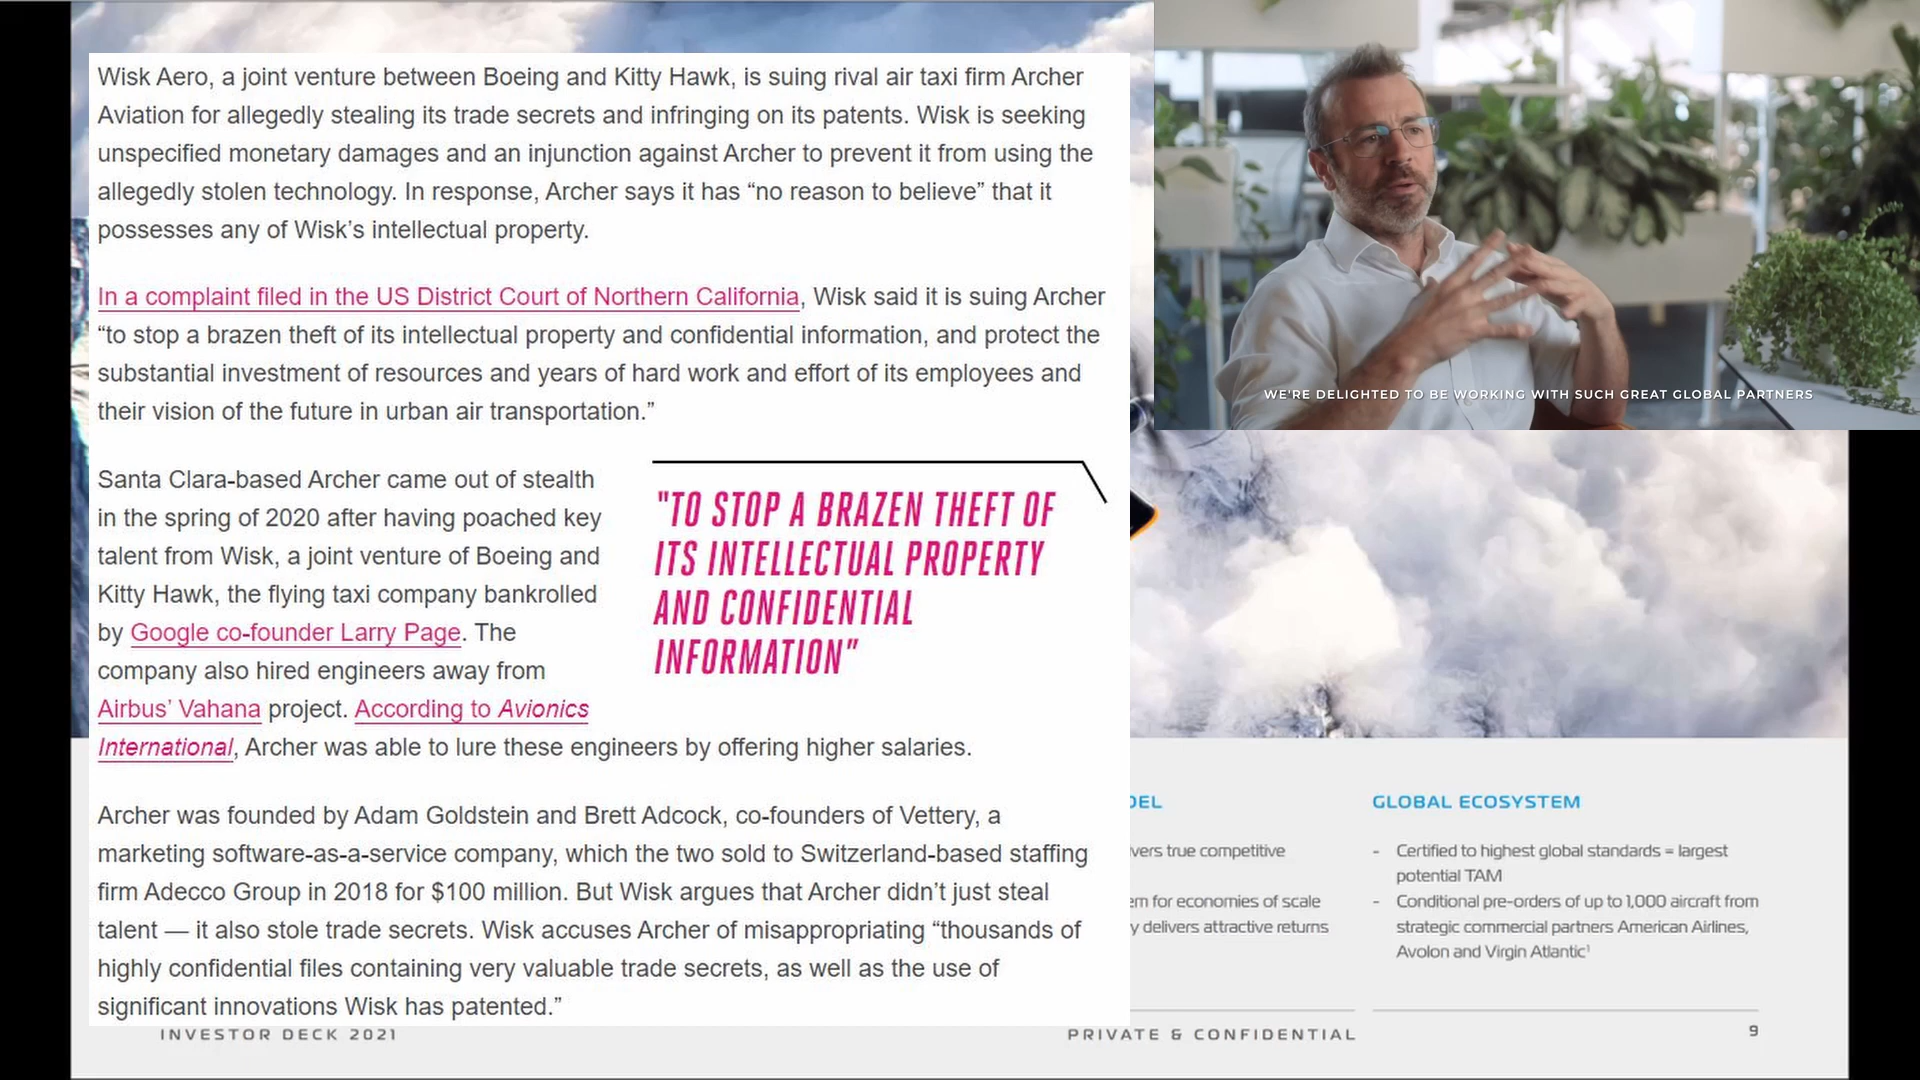 Wisk Aero, a joint venture between Boeing and Kitty Hawk, is suing rival air taxi firm Archer
Aviation for allegedly stealing its trade secrets and infringing on its patents. Wisk is seeking
unspecified monetary damages and an injunction against Archer to prevent it from using the
allegedly stolen technology. In response, Archer says it has “no reason to believe” that it
possesses any of Wisk’s intellectual property.
In a complaint filed in the US District Court of Northern California, Wisk said it is suing Archer
“to stop a brazen theft of its intellectual property and confidential information, and protect the
substantial investment of resources and years of hard work and effort of its employees and
their vision of the future in urban air transportation.”
Santa Clara-based Archer came out of stealth
in the spring of 2020 after having poached key
talent from Wisk, a joint venture of Boeing and
Kitty Hawk, the flying taxi company bankrolled
by Google co-founder Larry Page. The
company also hired engineers away from
Airbus’ Vahana project. According to Avionics
International, Archer was able to lure these engineers by offering higher salaries.
"TO STOP A BRAZEN THEFT OF
ITS INTELLECTUAL PROPERTY
AND CONFIDENTIAL
INFORMATION”
Archer was founded by Adam Goldstein and Brett Adcock, co-founders of Vettery, a
marketing software-as-a-service company, which the two sold to Switzerland-based staffing
firm Adecco Group in 2018 for $100 million. But Wisk argues that Archer didn’t just steal
talent — it also stole trade secrets. Wisk accuses Archer of misappropriating “thousands of
highly confidential files containing very valuable trade secrets, as well as the use of
significant innovations Wisk has patented.”
WE'RE DELIGHTED TO BE WORKING WITH SUCH GREAT GLOBAL PARTNERS
true competitive
for economies of scale
delivers attractive returns
GLOBAL ECOSYSTEM
- Certified to highest global standards = largest
potential TAM
- Conditional pre-orders of up to 1,000 aircraft from
strategic commercial partners American Airlines,
Avolon and Virgin Atlantic¹
INVESTOR DECK 2021
PRIVATE & CONFIDENTIAL
9